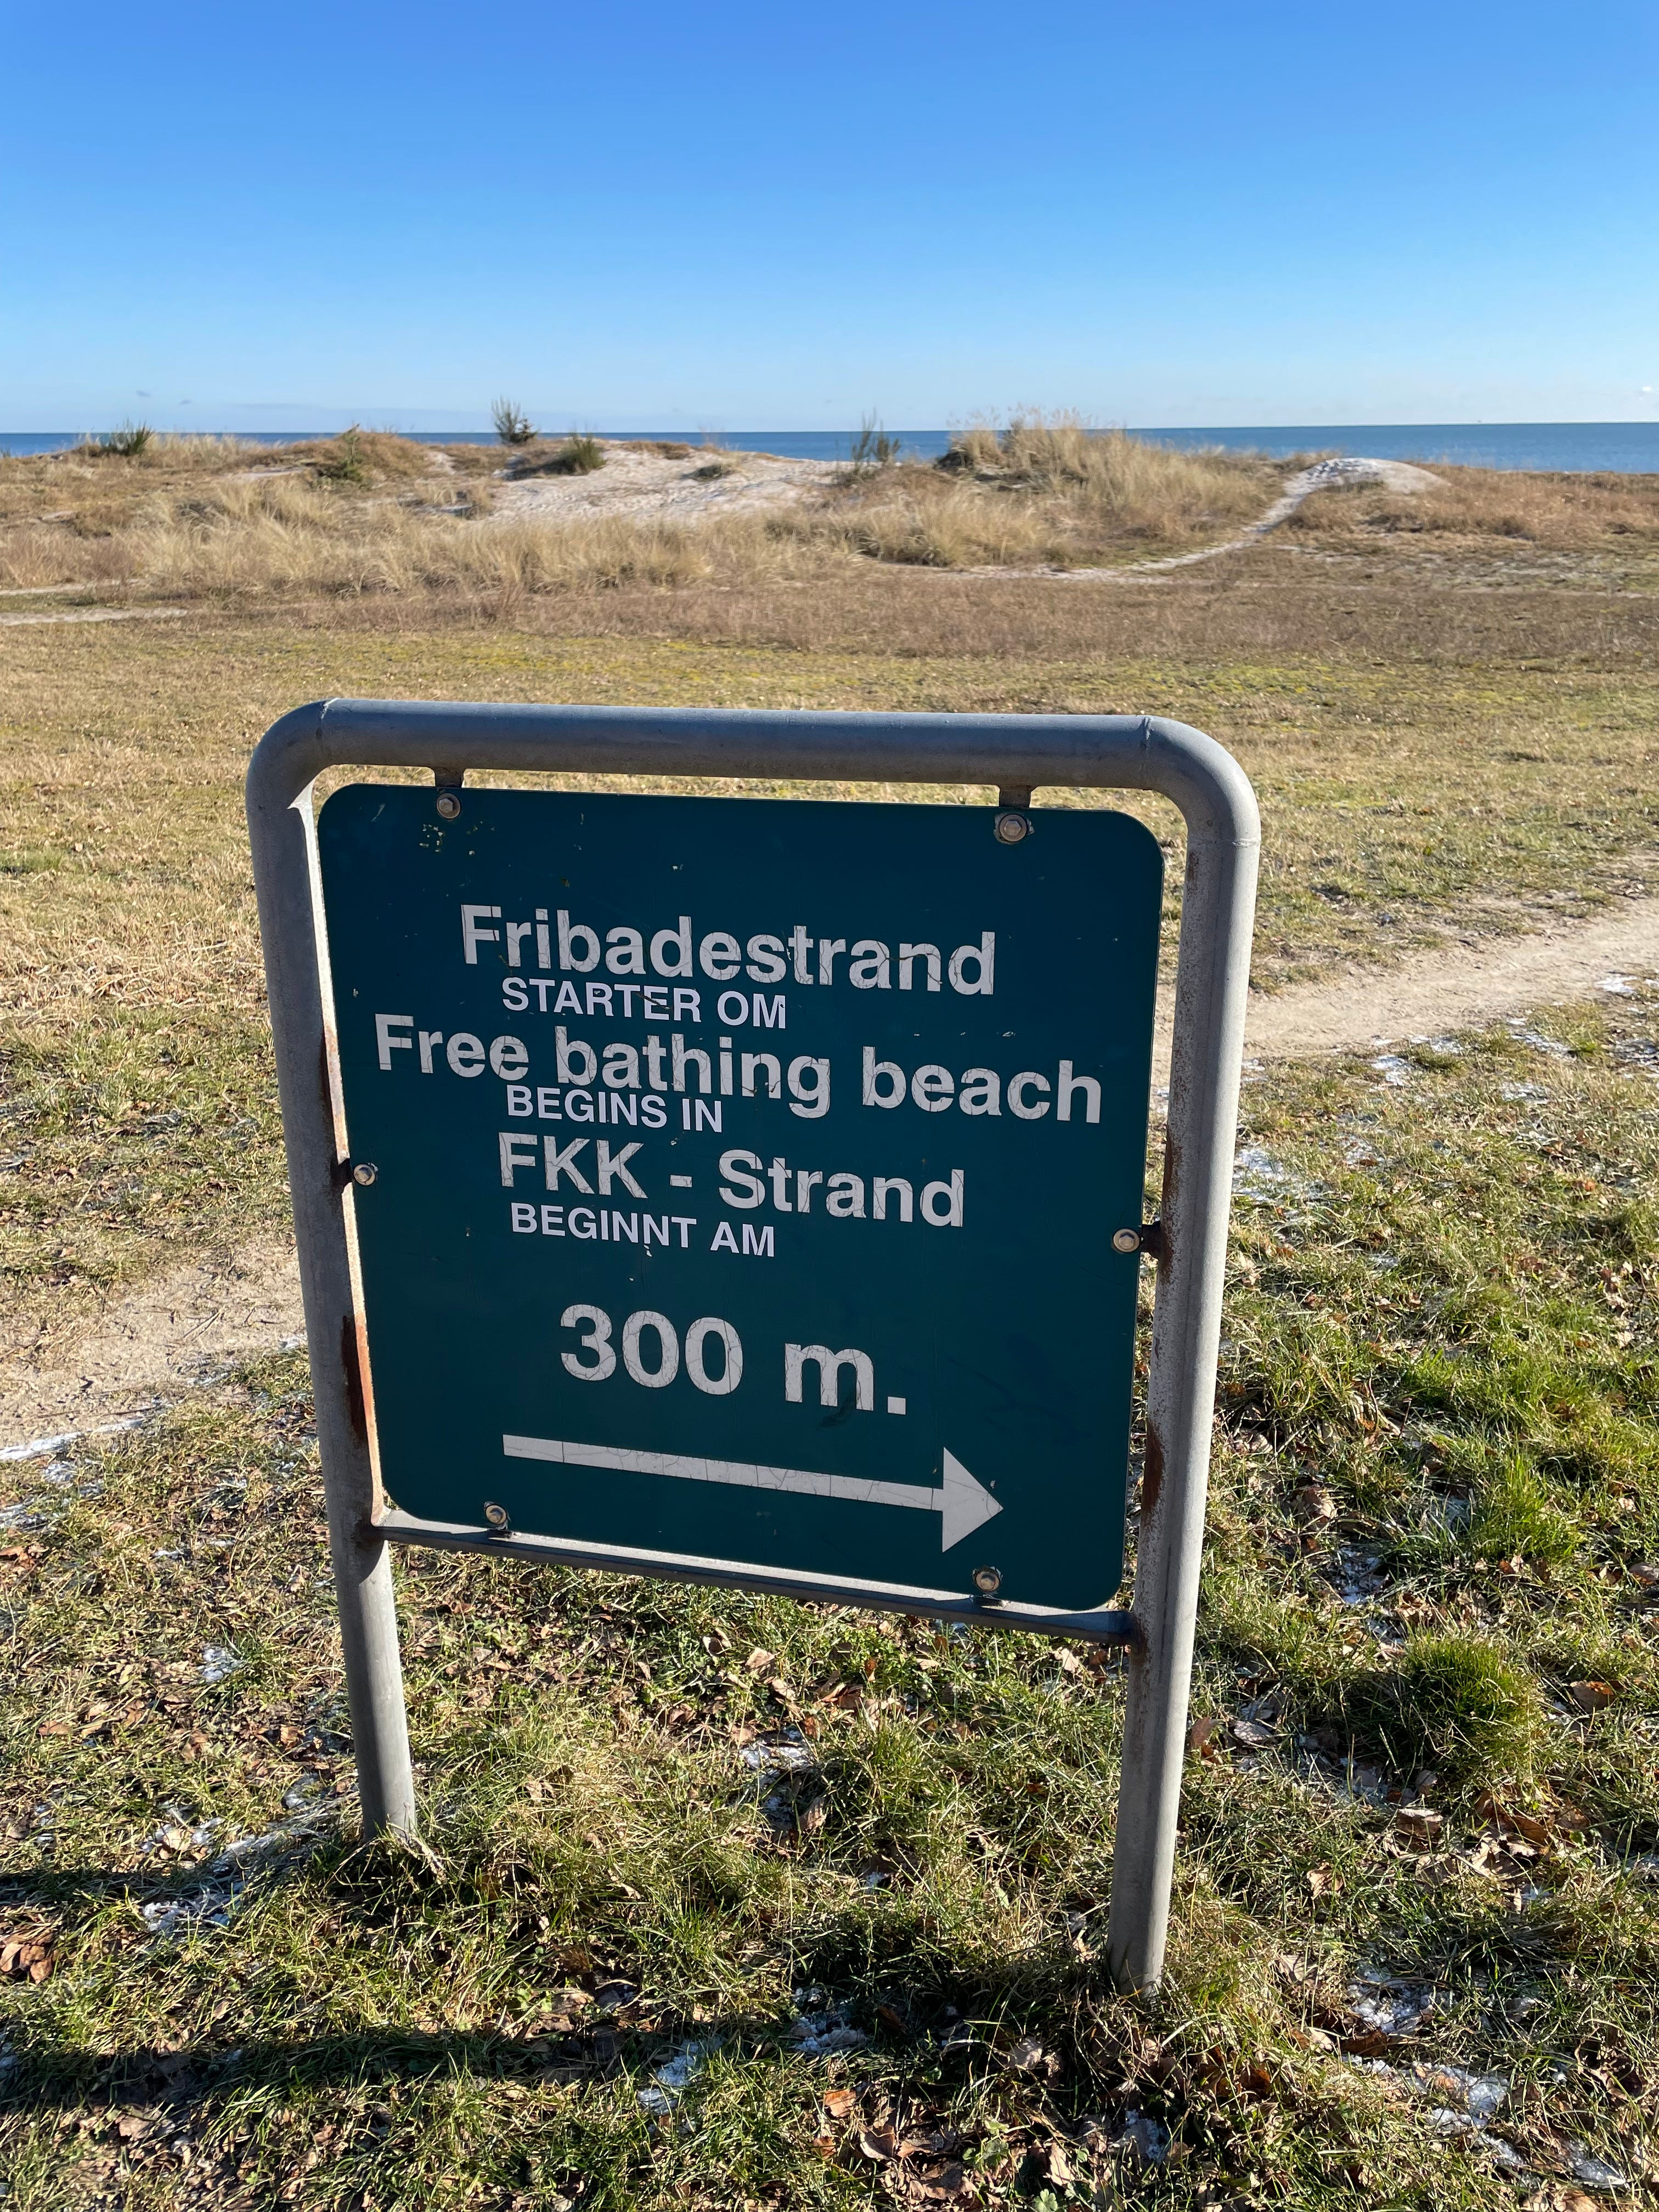 Fribadestrand
STARTER OM
Free bathing beach
BEGINS IN
FKK - Strand
BEGINNT AM
300 m.